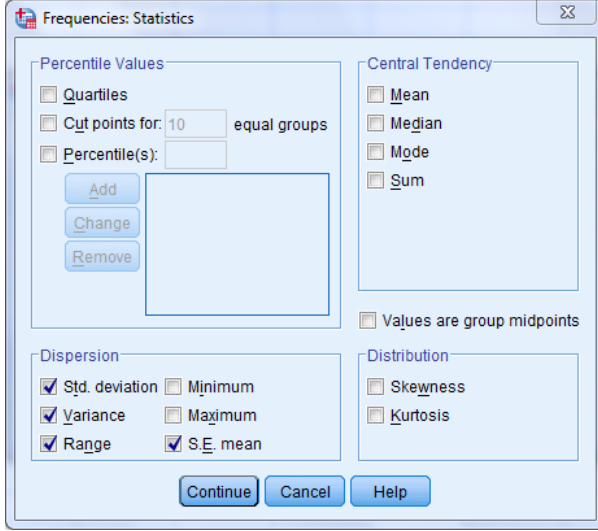 Frequencies: Statistics
Percentile Values
Quartiles
Cut points for: 10 equal groups
Percentile(s):
Add
Change
Remove
Central Tendency
Mean
Median
Mode
Sum
Values are group midpoints
Dispersion
Std. deviation Minimum
Variance Maximum
Range S.E. mean
Distribution
Skewness
Kurtosis
Continue Cancel Help